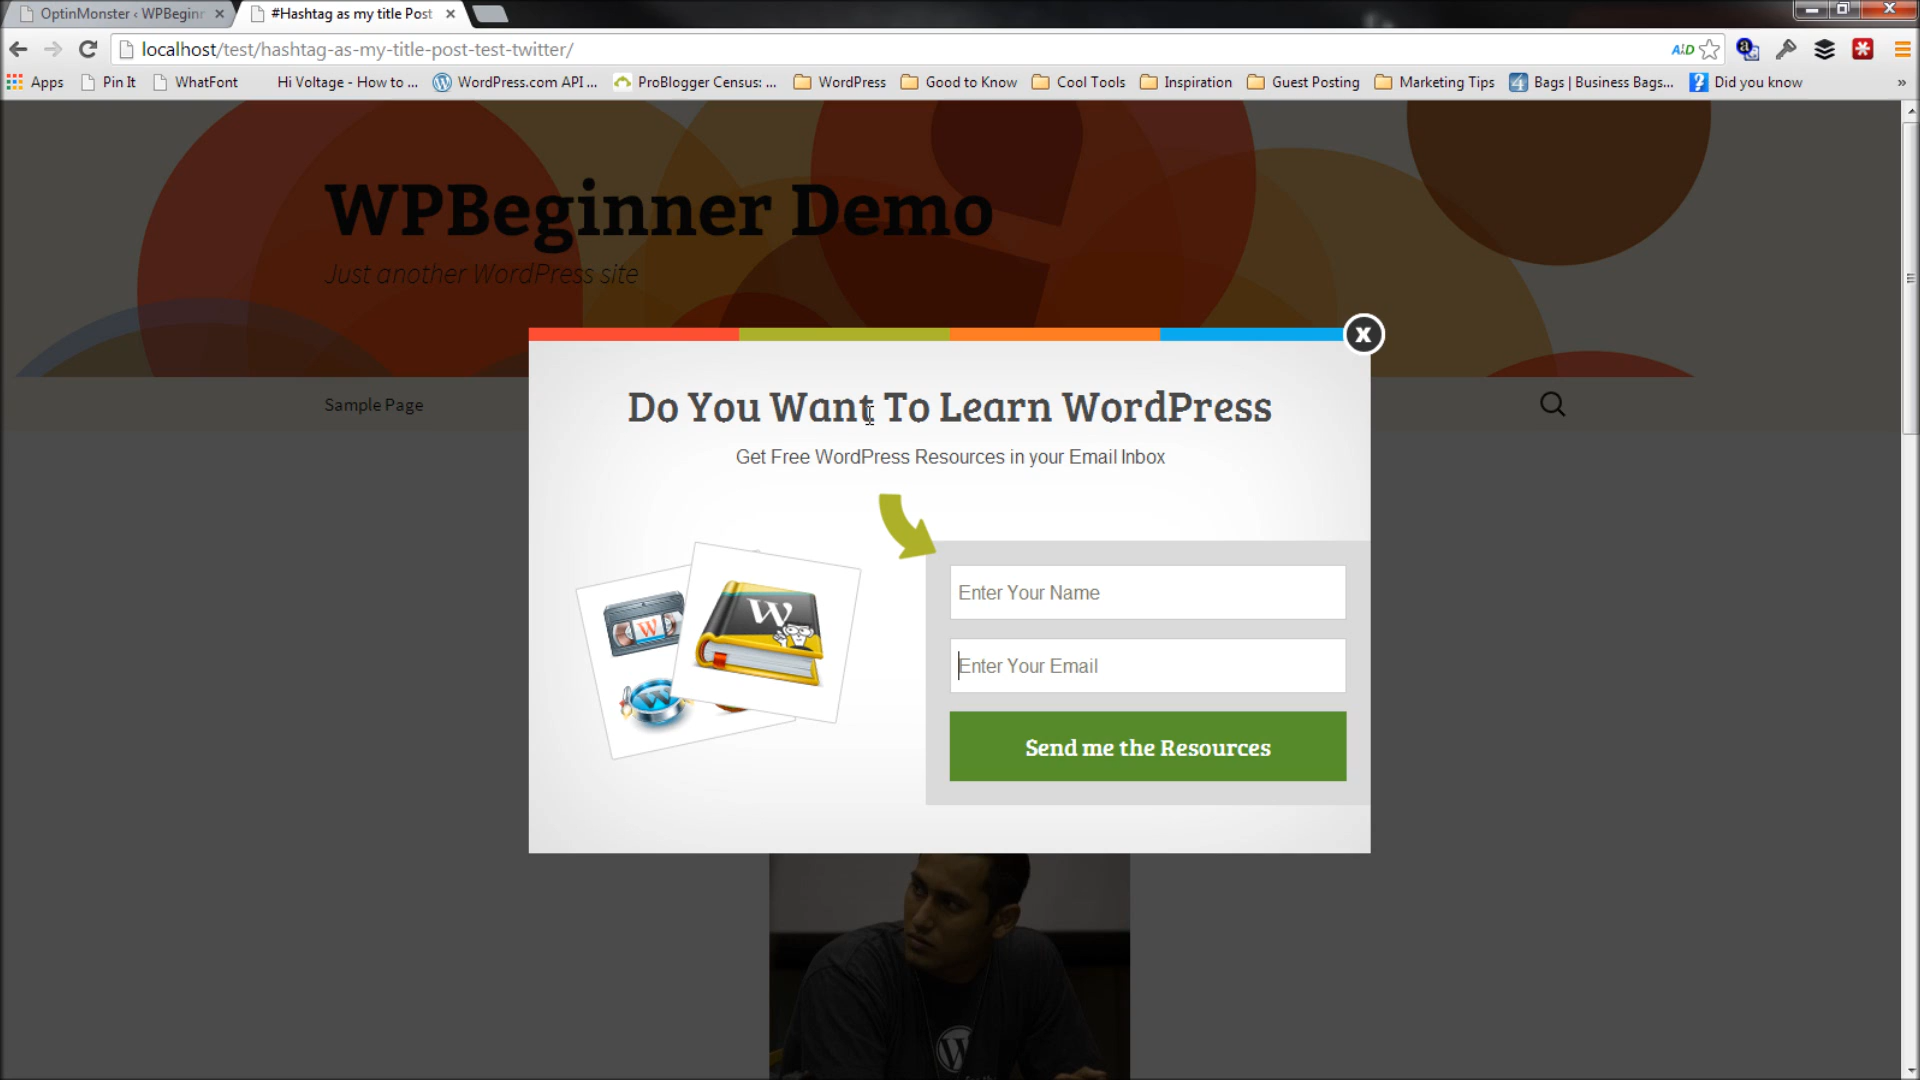 OptinMonster ‹ WPBeginn
#Hashtag as my title Post
localhost/test/hashtag-as-my-title-post-test-twitter/
Apps
Pin It
WhatFont
Hi Voltage - How to ...
WordPress.com API ...
ProBlogger Census: ...
WordPress
Good to Know
Cool Tools
Inspiration
Guest Posting
Marketing Tips
Bags | Business Bags...
Did you know
»
WPBeginner Demo
Just another WordPress site
Sample Page
x
Do You Want To Learn WordPress
Get Free WordPress Resources in your Email Inbox
W
W
W
Enter Your Name
Enter Your Email
Send me the Resources